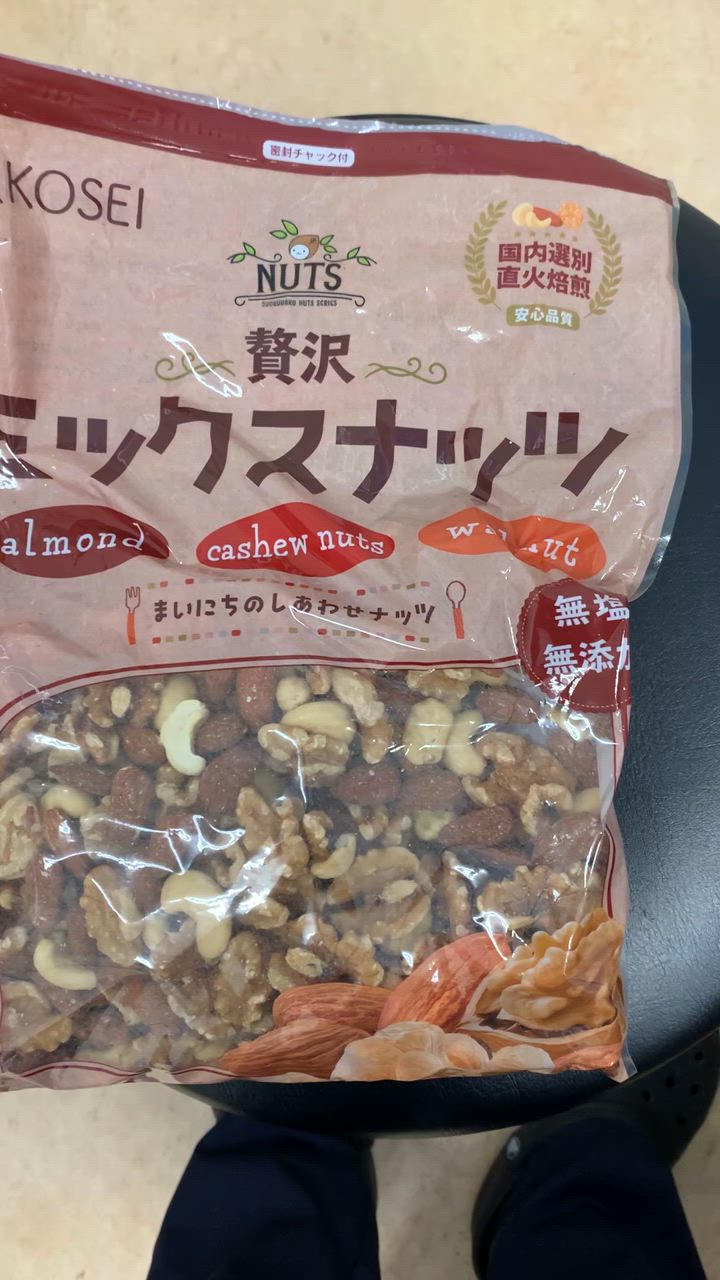 密封チャック付
KOSEI
NUTS
国内選別
直火焙煎
安心品質
贅沢
ミックスナッツ
almond
cashew nuts
まいにちのしあわせナッツ
無塩
無添加